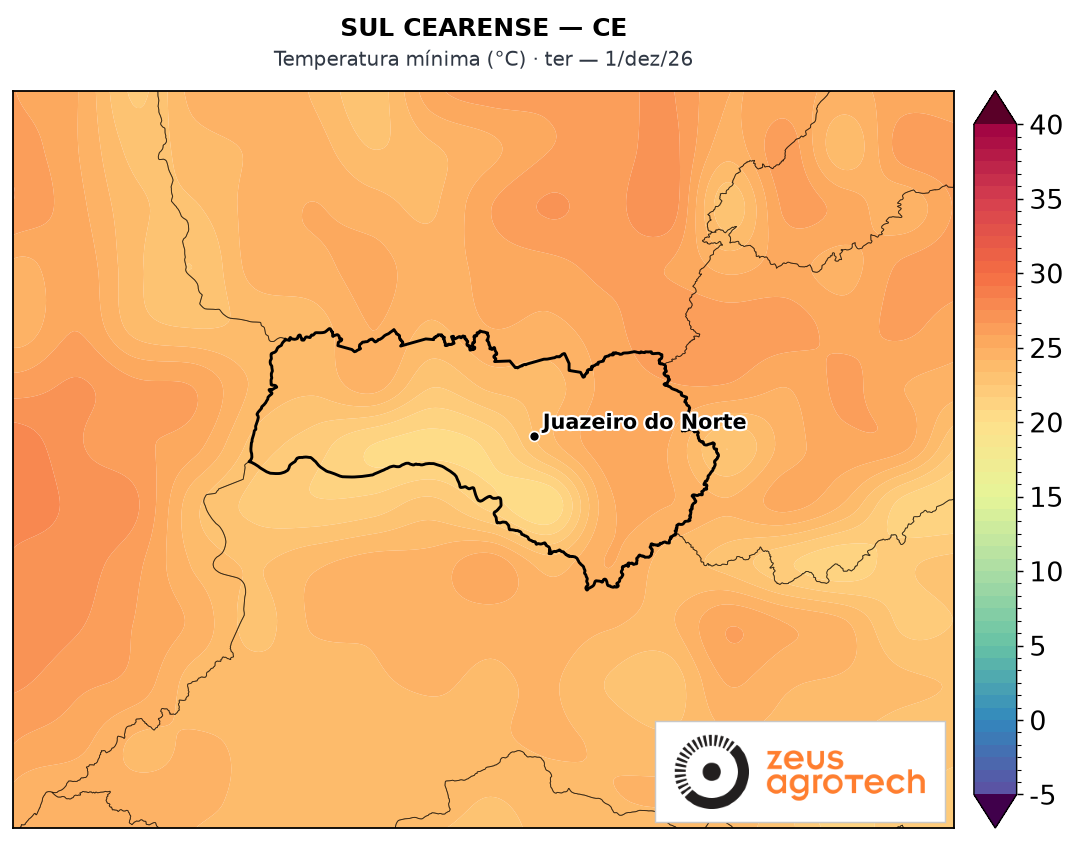 SUL CEARENSE — CE
Temperatura mínima (°C) · ter — 1/dez/26
40
35
30
25
20
15
10
5
0
-5
Juazeiro do Norte
zeus
agrotech